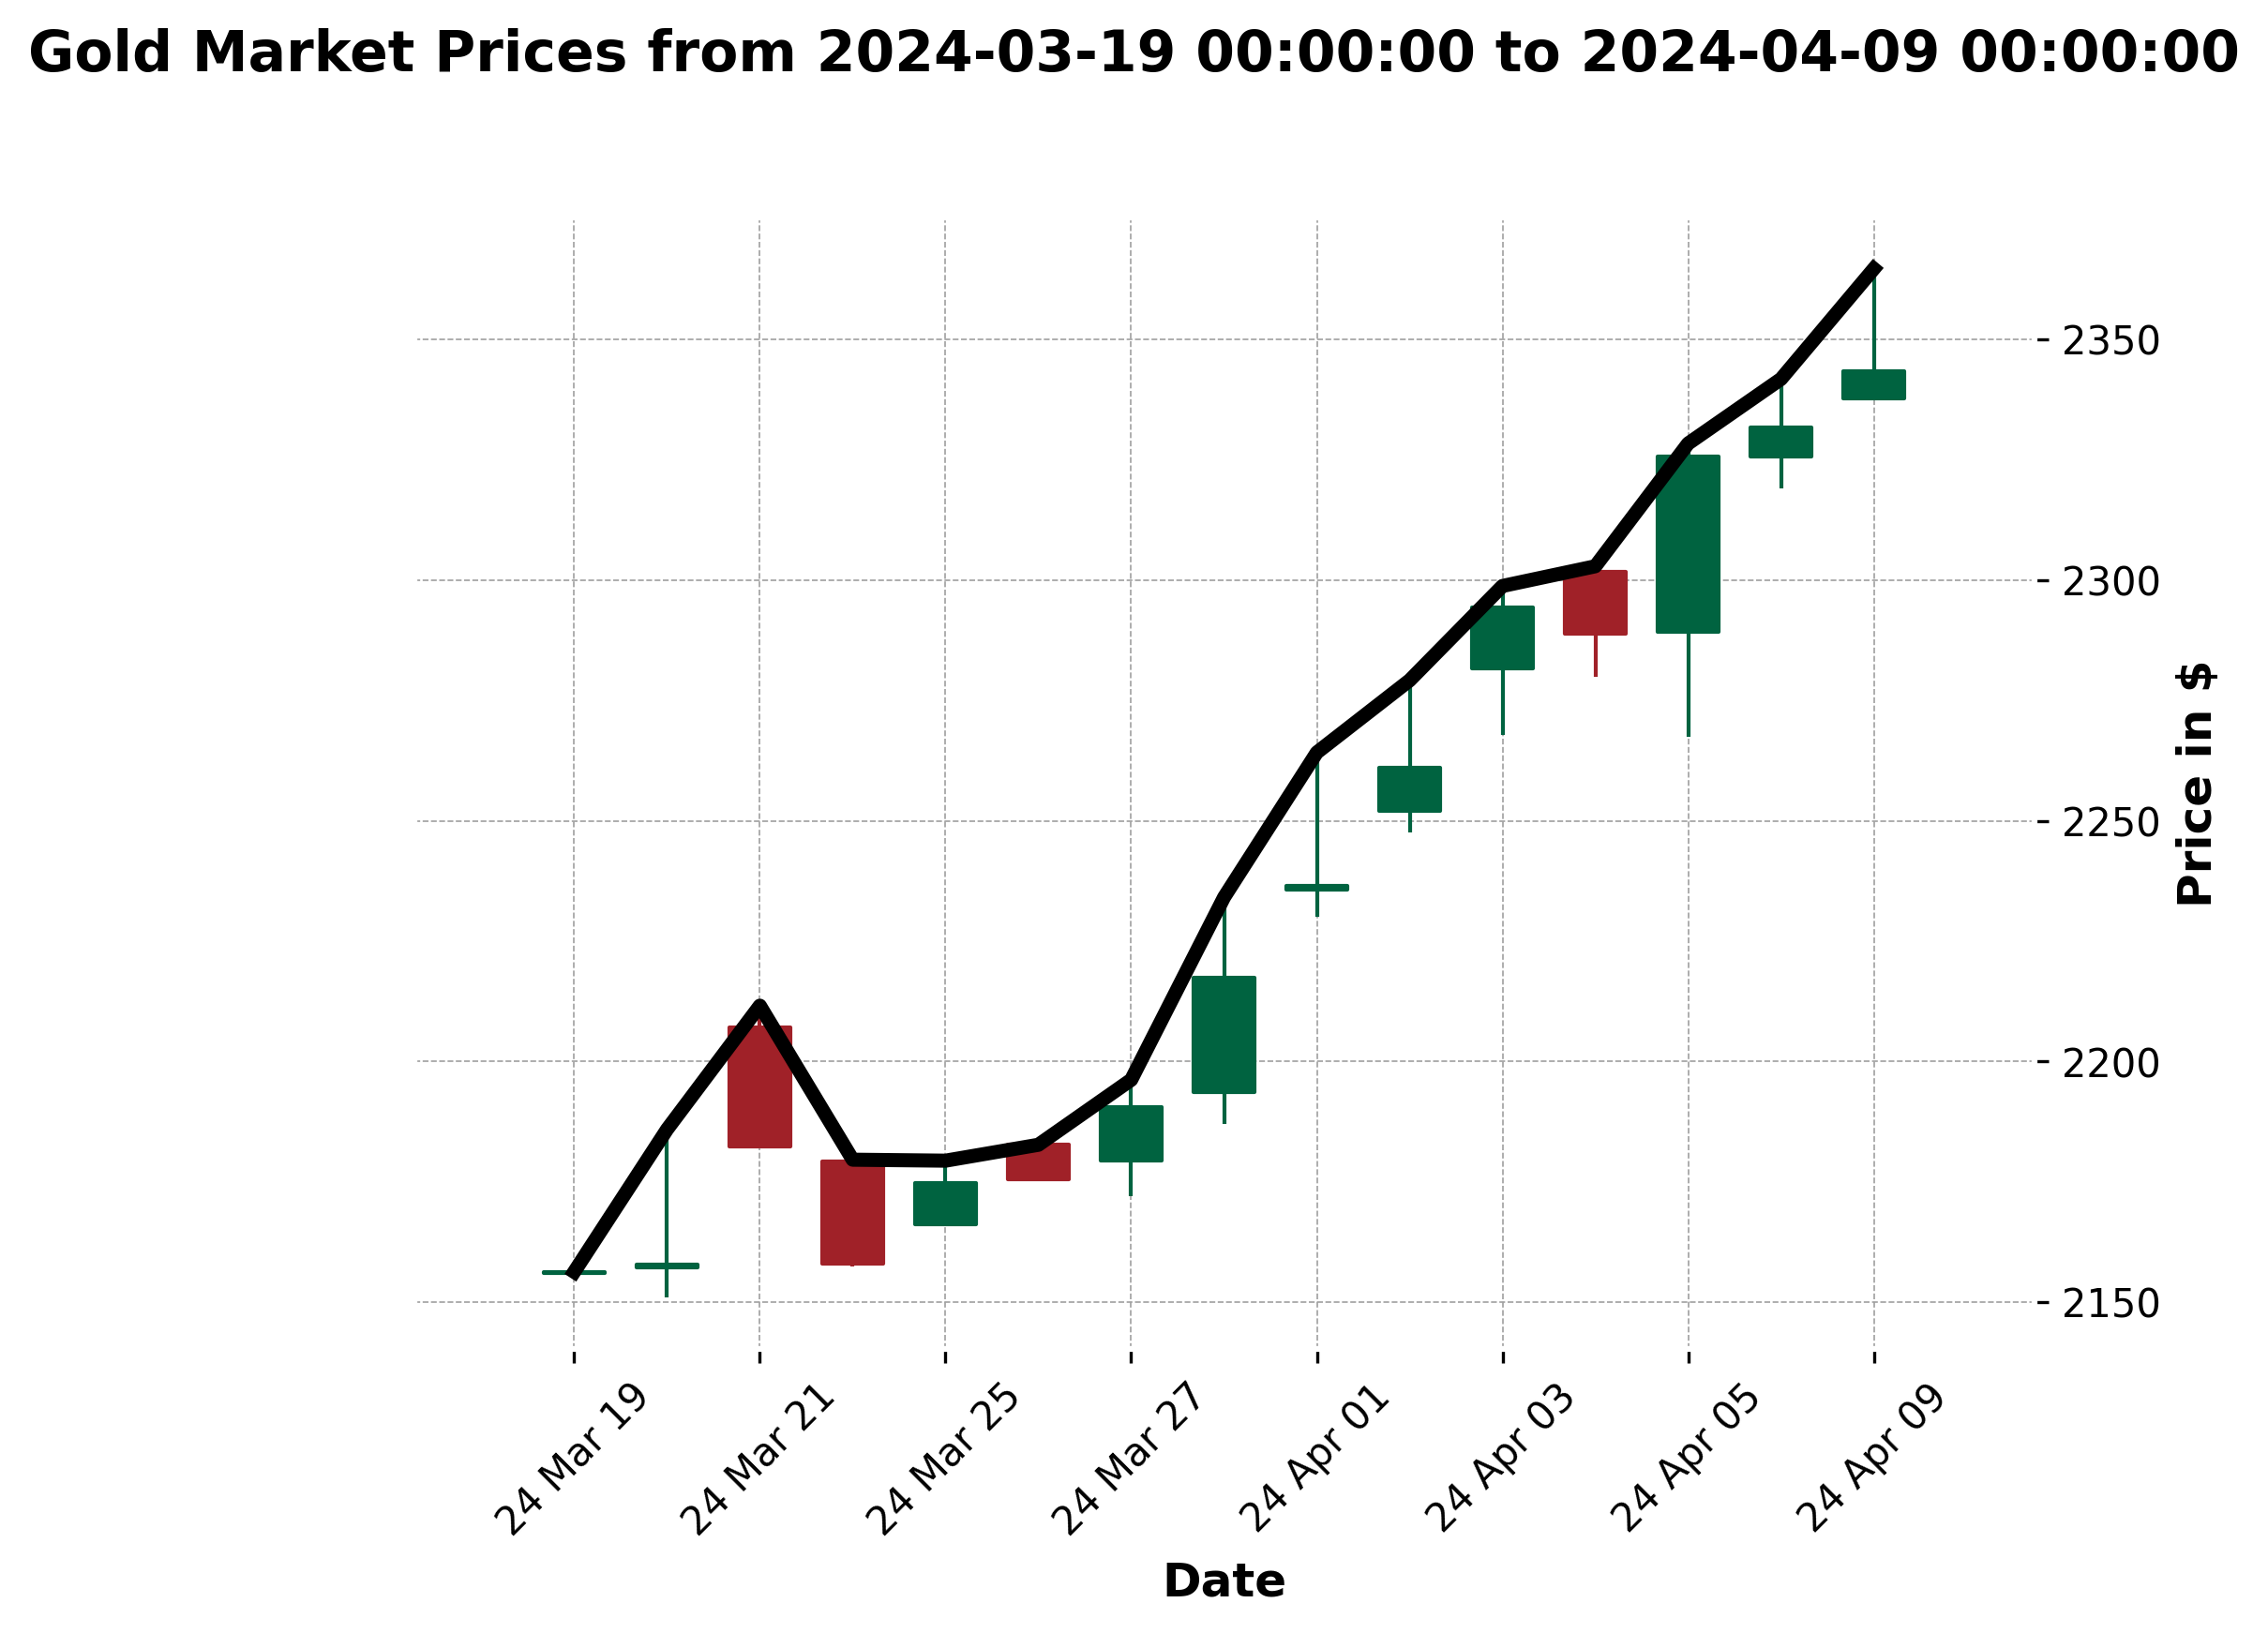 Gold Market Prices from 2024-03-19 00:00:00 to 2024-04-09 00:00:00
2350
2300
2250
2200
2150
Price in $
24 Mar 19
24 Mar 21
24 Mar 25
24 Mar 27
24 Apr 01
24 Apr 03
24 Apr 05
24 Apr 09
Date